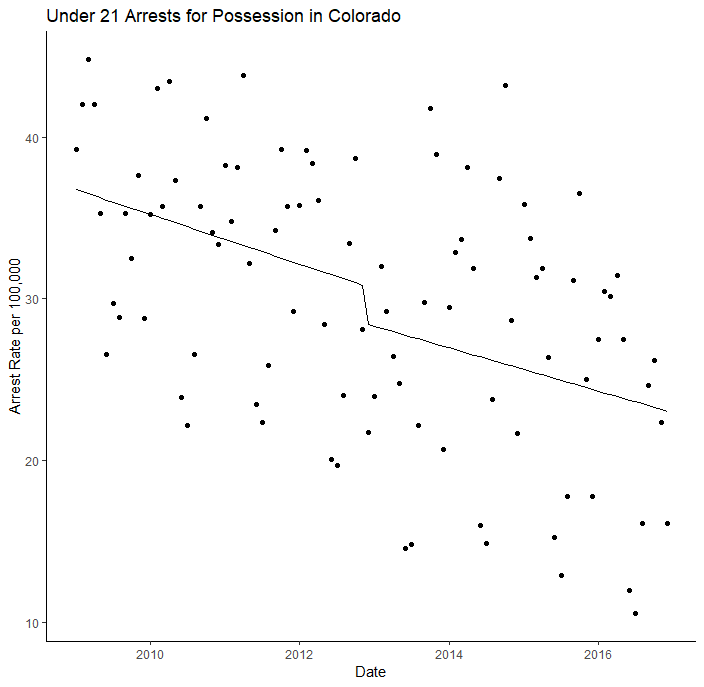 Under 21 Arrests for Possession in Colorado
Arrest Rate per 100,000
40
30
20
10
2010
2012
2014
2016
Date